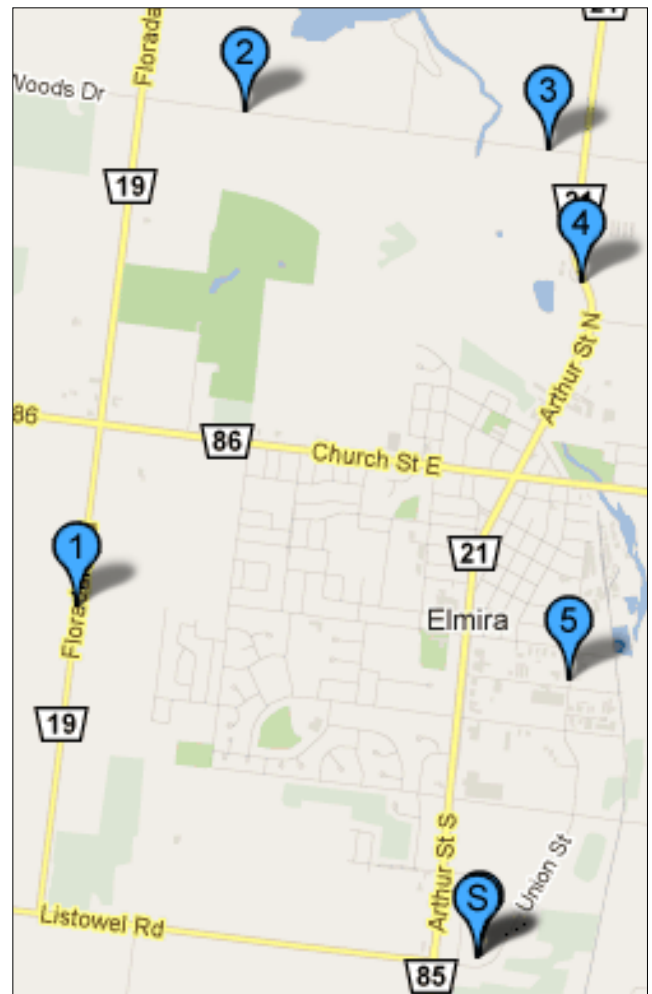 21
Florada
2
Woods Dr
3
19
21
4
Arthur St N
86
86
Church St E
21
1
Florada
Elmira
5
19
Arthur St S
Union St
S
Listowel Rd
85